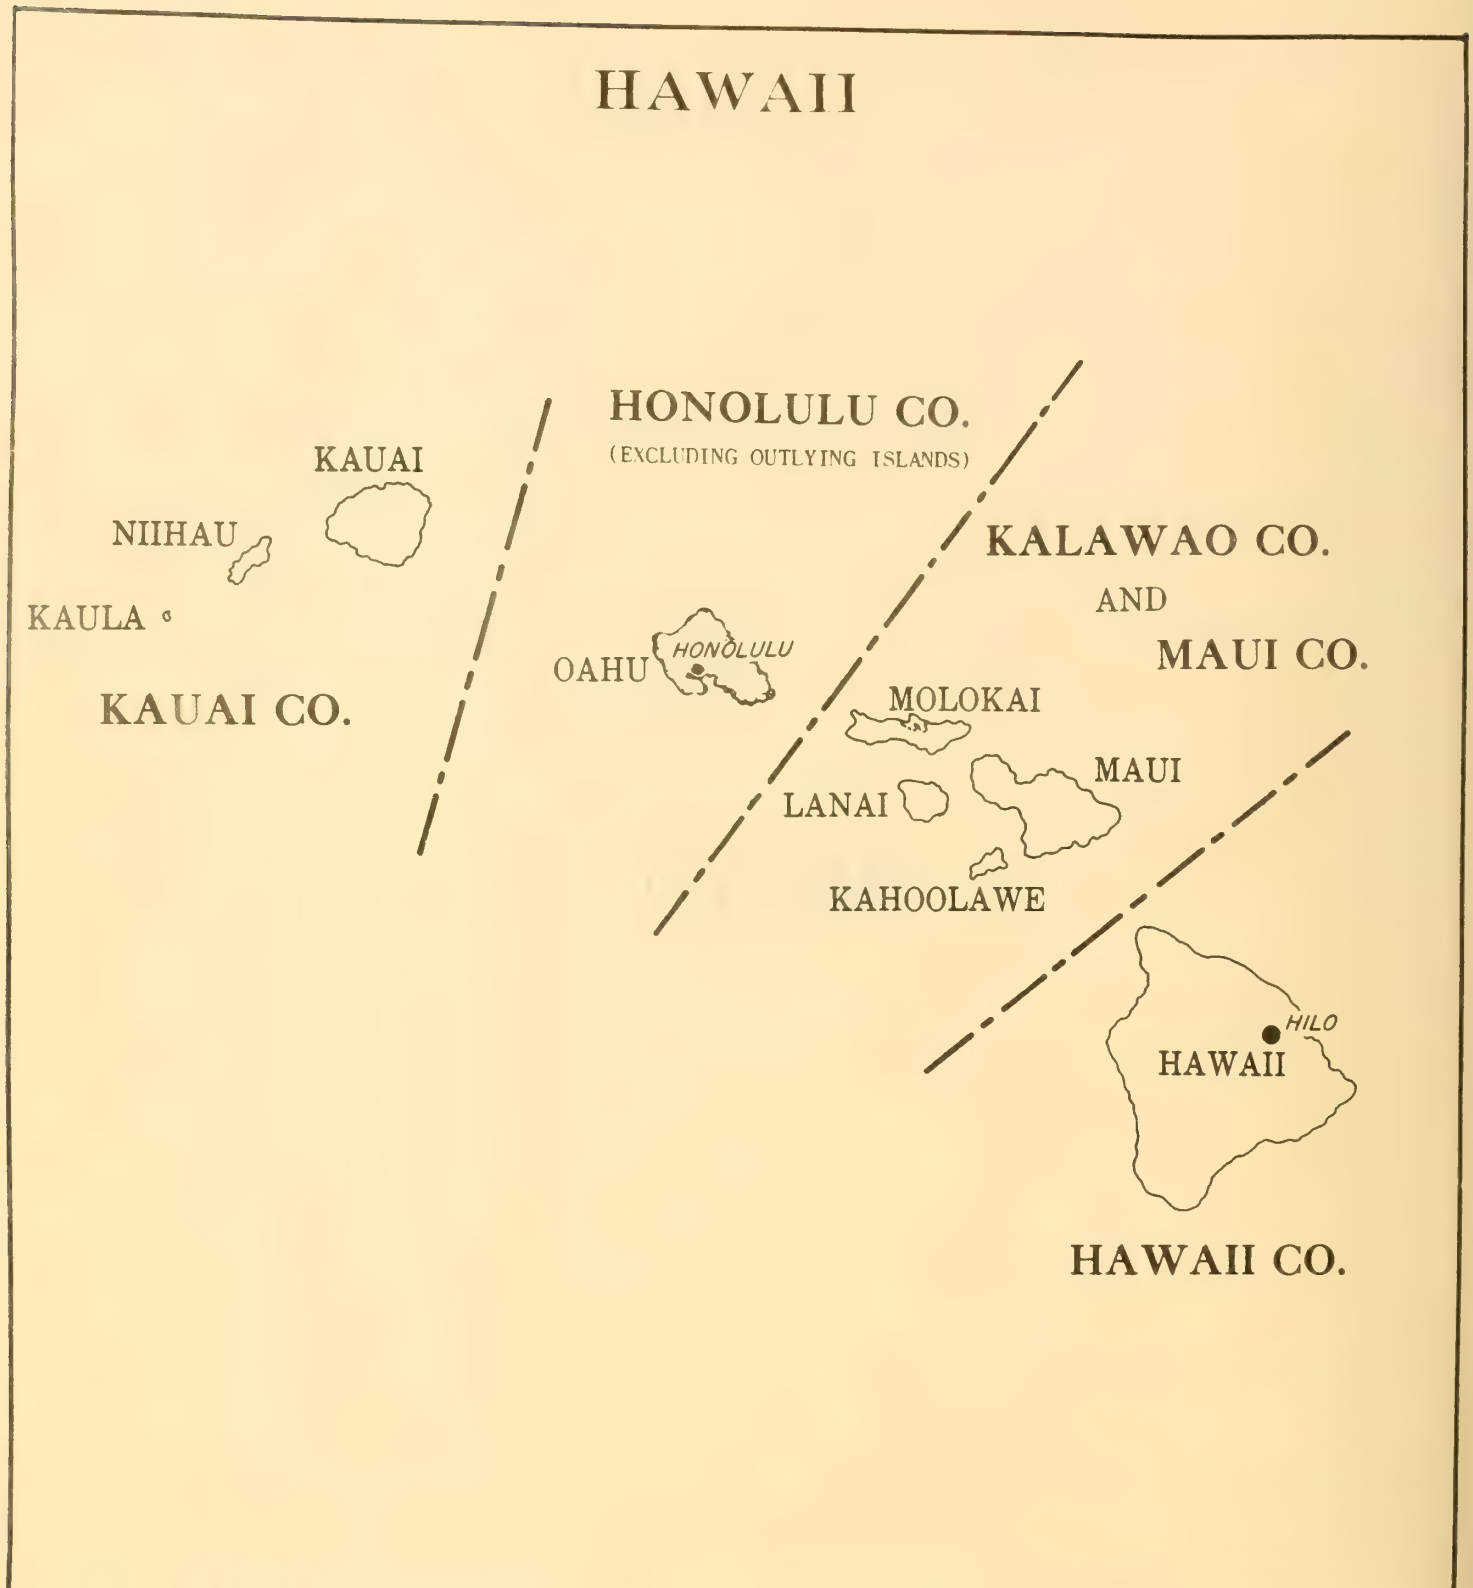 HAWAII
HONOLULU CO.
(EXCLUDING OUTLYING ISLANDS)
KAUAI
NIIHAU
KAULA
KAUAI CO.
KALAWAO CO.
AND
MAUI CO.
OAHU
HONOLULU
MOLOKAI
MAUI
LANAI
KAHOOLAWE
HILO
HAWAII
HAWAII CO.